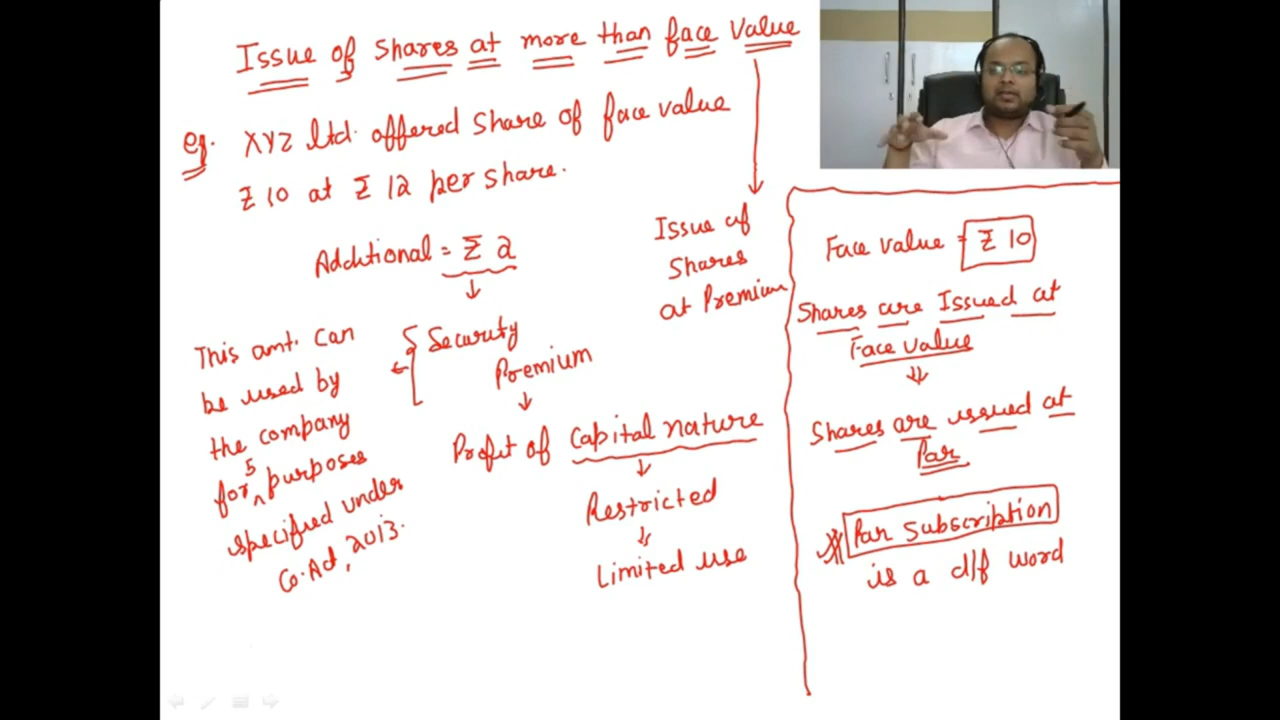 Issue of shares at more than face value
eg. XYZ ltd. offered share of face value
₹ 10 at ₹ 12 per share.
Additional = ₹ 2
Security
Premium
Profit of capital nature
Restricted
Limited use
This amt. can
be used by
the company
for 5 purposes
specified under
Co. Act, 2013.
Issue of
shares
at Premium
Face value = ₹ 10
Shares are Issued at
Face value
Shares are issued at
Par
Par Subscription
is a d/f word